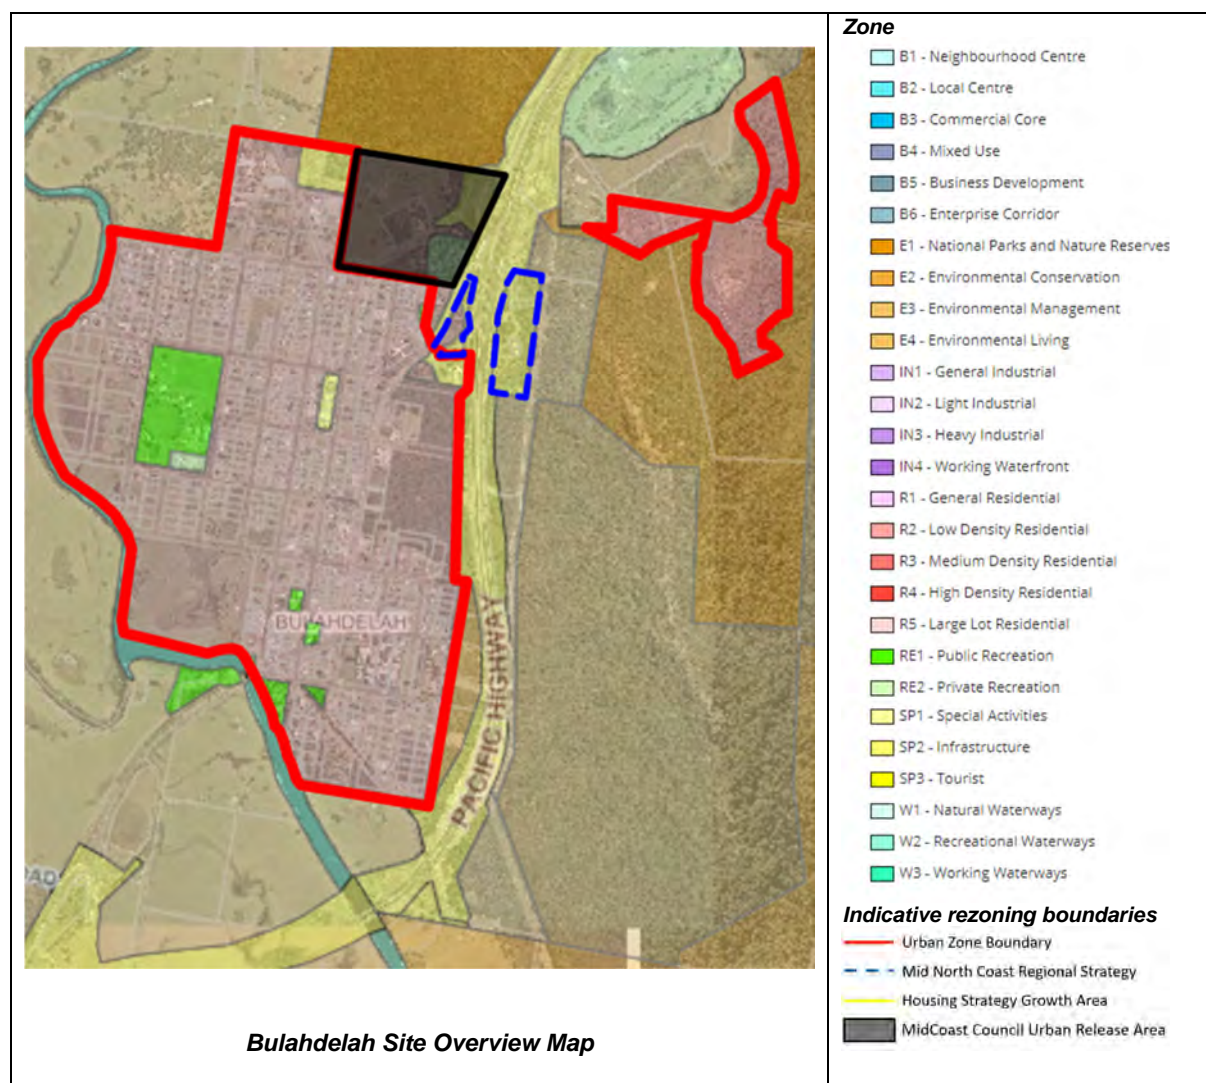 BULAHDELAH
PACIFIC HIGHWAY
AD
Bulahdelah Site Overview Map
Zone
B1 - Neighbourhood Centre
B2 - Local Centre
B3 - Commercial Core
B4 - Mixed Use
B5 - Business Development
B6 - Enterprise Corridor
E1 - National Parks and Nature Reserves
E2 - Environmental Conservation
E3 - Environmental Management
E4 - Environmental Living
IN1 - General Industrial
IN2 - Light Industrial
IN3 - Heavy Industrial
IN4 - Working Waterfront
R1 - General Residential
R2 - Low Density Residential
R3 - Medium Density Residential
R4 - High Density Residential
R5 - Large Lot Residential
RE1 - Public Recreation
RE2 - Private Recreation
SP1 - Special Activities
SP2 - Infrastructure
SP3 - Tourist
W1 - Natural Waterways
W2 - Recreational Waterways
W3 - Working Waterways
Indicative rezoning boundaries
Urban Zone Boundary
Mid North Coast Regional Strategy
Housing Strategy Growth Area
MidCoast Council Urban Release Area